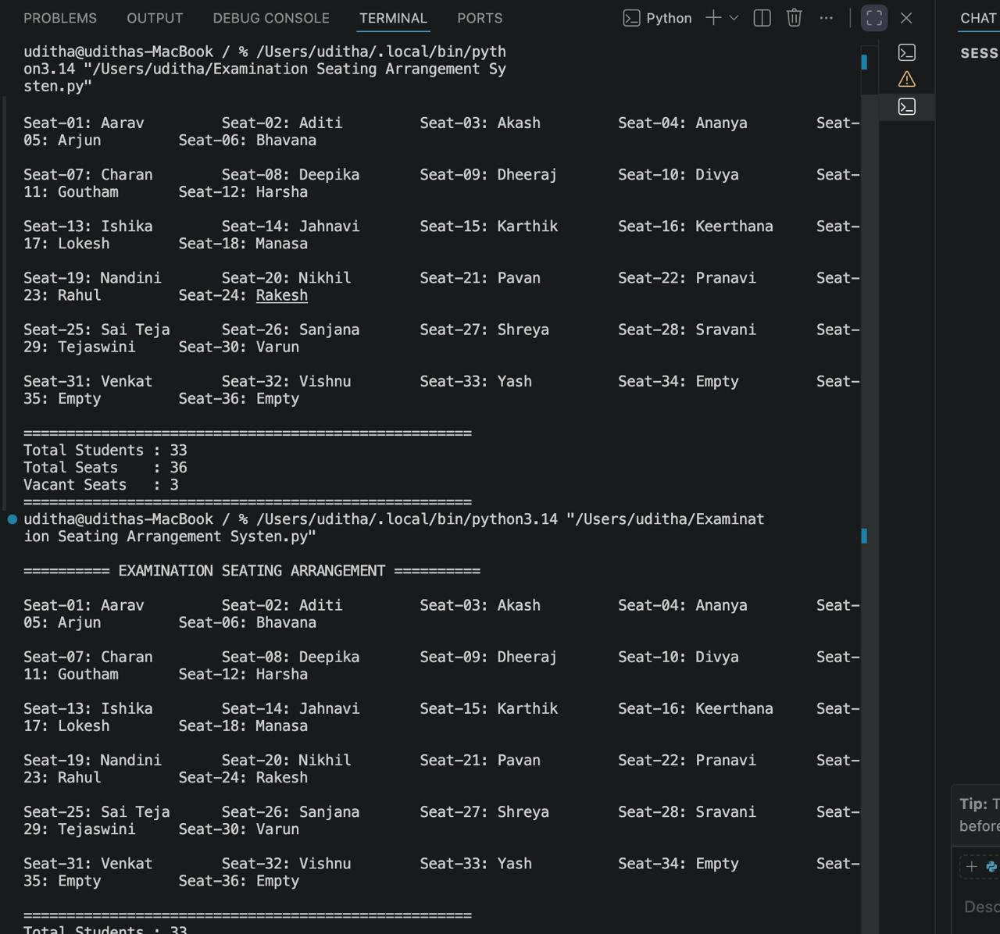 PROBLEMS OUTPUT DEBUG CONSOLE TERMINAL PORTS Python CHAT
SESS
uditha@udithas-MacBook / % /Users/uditha/.local/bin/pyth
on3.14 "/Users/uditha/Examination Seating Arrangement Sy
sten.py"
Seat-01: Aarav Seat-02: Aditi Seat-03: Akash Seat-04: Ananya Seat-
05: Arjun Seat-06: Bhavana
Seat-07: Charan Seat-08: Deepika Seat-09: Dheeraj Seat-10: Divya Seat-
11: Goutham Seat-12: Harsha
Seat-13: Ishika Seat-14: Jahnavi Seat-15: Karthik Seat-16: Keerthana Seat-
17: Lokesh Seat-18: Manasa
Seat-19: Nandini Seat-20: Nikhil Seat-21: Pavan Seat-22: Pranavi Seat-
23: Rahul Seat-24: Rakesh
Seat-25: Sai Teja Seat-26: Sanjana Seat-27: Shreya Seat-28: Sravani Seat-
29: Tejaswini Seat-30: Varun
Seat-31: Venkat Seat-32: Vishnu Seat-33: Yash Seat-34: Empty Seat-
35: Empty Seat-36: Empty
====================================================
Total Students : 33
Total Seats : 36
Vacant Seats : 3
====================================================
uditha@udithas-MacBook / % /Users/uditha/.local/bin/python3.14 "/Users/uditha/Examinat
ion Seating Arrangement Systen.py"
========== EXAMINATION SEATING ARRANGEMENT ==========
Seat-01: Aarav Seat-02: Aditi Seat-03: Akash Seat-04: Ananya Seat-
05: Arjun Seat-06: Bhavana
Seat-07: Charan Seat-08: Deepika Seat-09: Dheeraj Seat-10: Divya Seat-
11: Goutham Seat-12: Harsha
Seat-13: Ishika Seat-14: Jahnavi Seat-15: Karthik Seat-16: Keerthana Seat-
17: Lokesh Seat-18: Manasa
Seat-19: Nandini Seat-20: Nikhil Seat-21: Pavan Seat-22: Pranavi Seat-
23: Rahul Seat-24: Rakesh
Seat-25: Sai Teja Seat-26: Sanjana Seat-27: Shreya Seat-28: Sravani Seat-
29: Tejaswini Seat-30: Varun
Seat-31: Venkat Seat-32: Vishnu Seat-33: Yash Seat-34: Empty Seat-
35: Empty Seat-36: Empty
====================================================
Total Students : 33
Tip: T
before
Desc